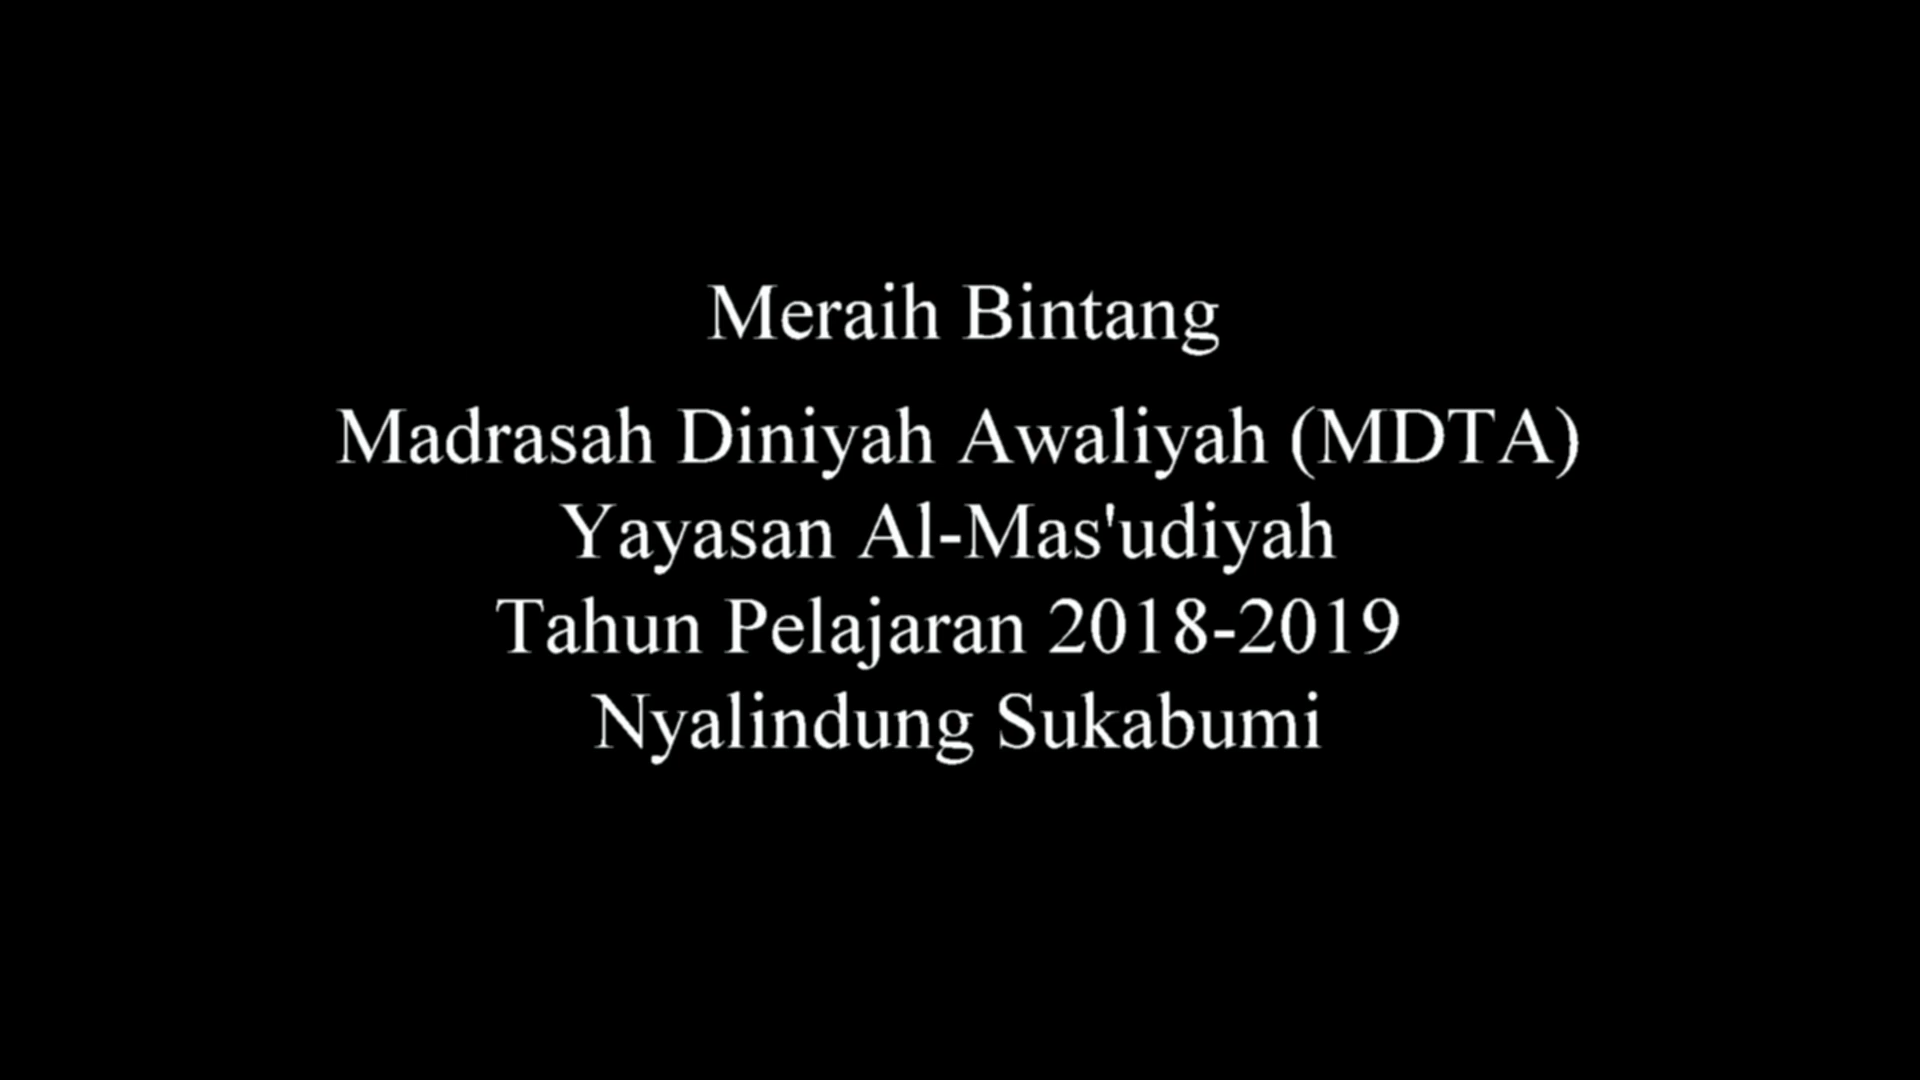 Meraih Bintang
Madrasah Diniyah Awaliyah (MDTA)
Yayasan Al-Mas'udiyah
Tahun Pelajaran 2018-2019
Nyalindung Sukabumi